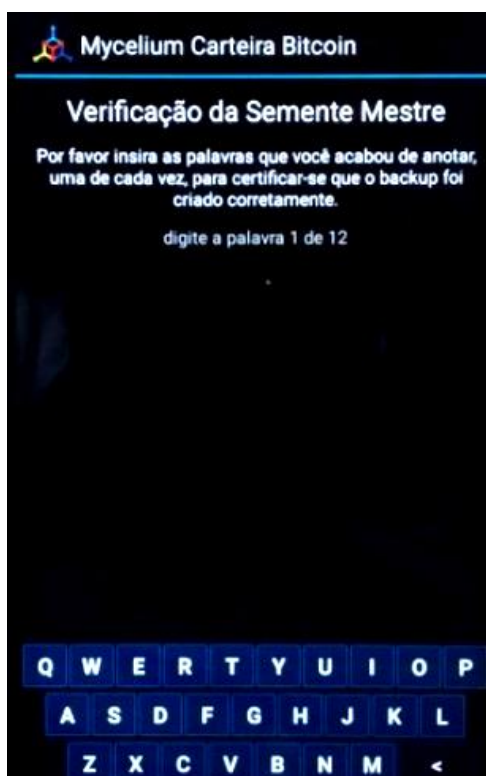 Mycelium Carteira Bitcoin
Verificação da Semente Mestre
Por favor insira as palavras que você acabou de anotar,
uma de cada vez, para certificar-se que o backup foi
criado corretamente.
digite a palavra 1 de 12
Q W E R T Y U I O P
A S D F G H J K L
Z X C V B N M <